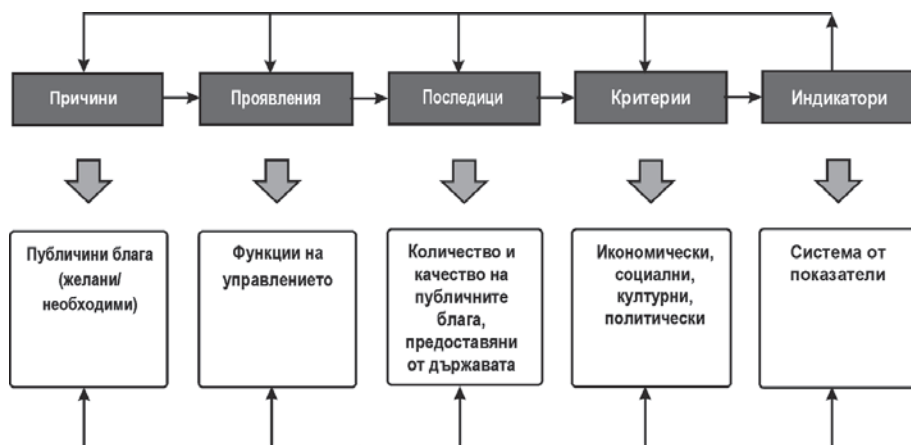 Причини
Проявления
Последици
Критерии
Индикатори
Публичини блага
(желани/
необходими)
Функции на
управлението
Количество и
качество на
публичните
блага,
предоставяни
от държавата
Икономически,
социални,
културни,
политически
Система от
показатели